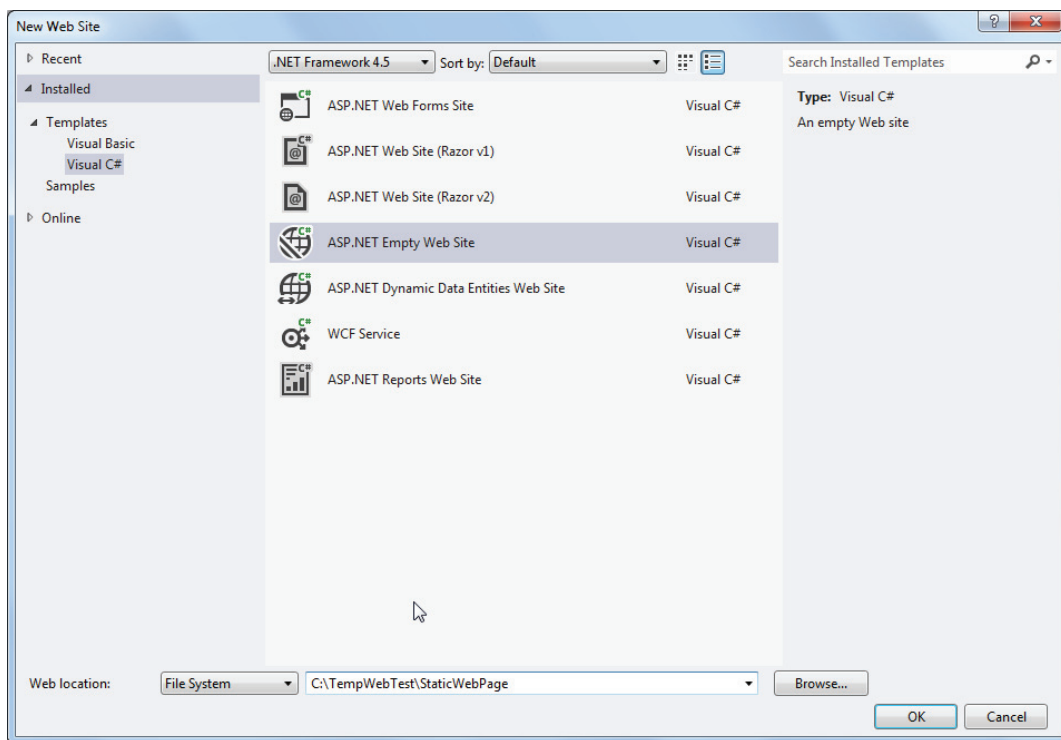 New Web Site
Recent
Installed
Templates
Visual Basic
Visual C#
Samples
Online
.NET Framework 4.5 Sort by: Default
ASP.NET Web Forms Site Visual C#
ASP.NET Web Site (Razor v1) Visual C#
ASP.NET Web Site (Razor v2) Visual C#
ASP.NET Empty Web Site Visual C#
ASP.NET Dynamic Data Entities Web Site Visual C#
WCF Service Visual C#
ASP.NET Reports Web Site Visual C#
Search Installed Templates
Type: Visual C#
An empty Web site
Web location: File System C:\TempWebTest\StaticWebPage Browse...
OK Cancel